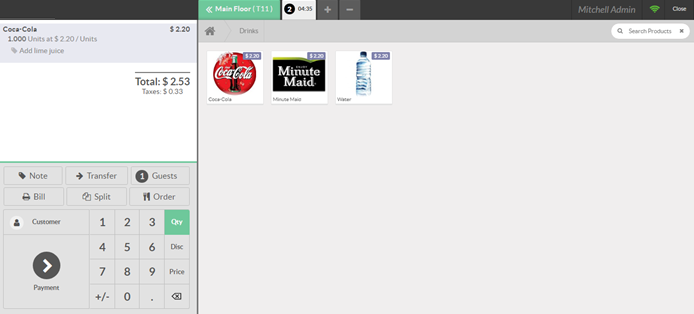 Coca-Cola $ 2.20
1.000 Units at $ 2.20 / Units
Add lime juice
Total: $ 2.53
Taxes: $ 0.33
Note Transfer 1 Guests
Bill Split Order
Customer 1 2 3 Qty
4 5 6 Disc
7 8 9 Price
Payment
+/- 0 .
Main Floor ( T11 ) 2 04:35 + − Mitchell Admin Close
Drinks Search Products
$ 2.20 $ 2.20 $ 2.20
Coca-Cola
ENJOY
Minute
Maid
Coca-Cola Minute Maid Water